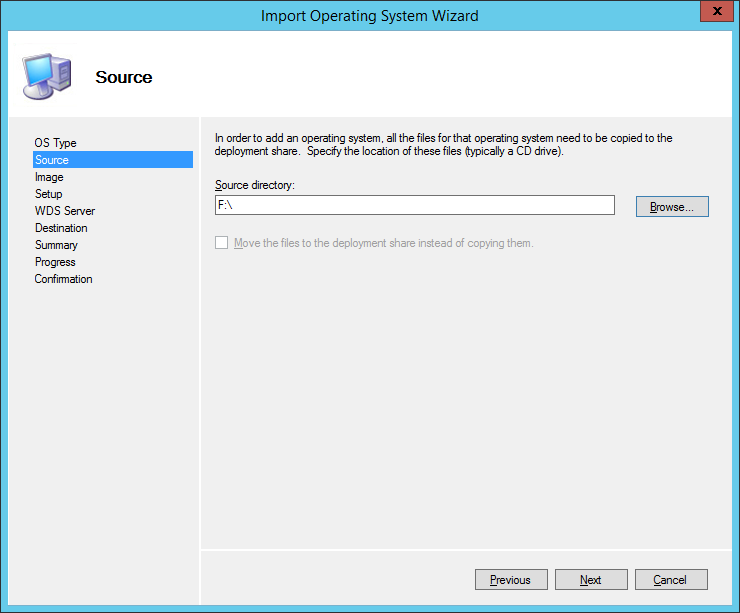 Import Operating System Wizard
x
Source
OS Type
Source
Image
Setup
WDS Server
Destination
Summary
Progress
Confirmation
In order to add an operating system, all the files for that operating system need to be copied to the
deployment share.  Specify the location of these files (typically a CD drive).
Source directory:
F:\
Browse...
Move the files to the deployment share instead of copying them.
Previous
Next
Cancel